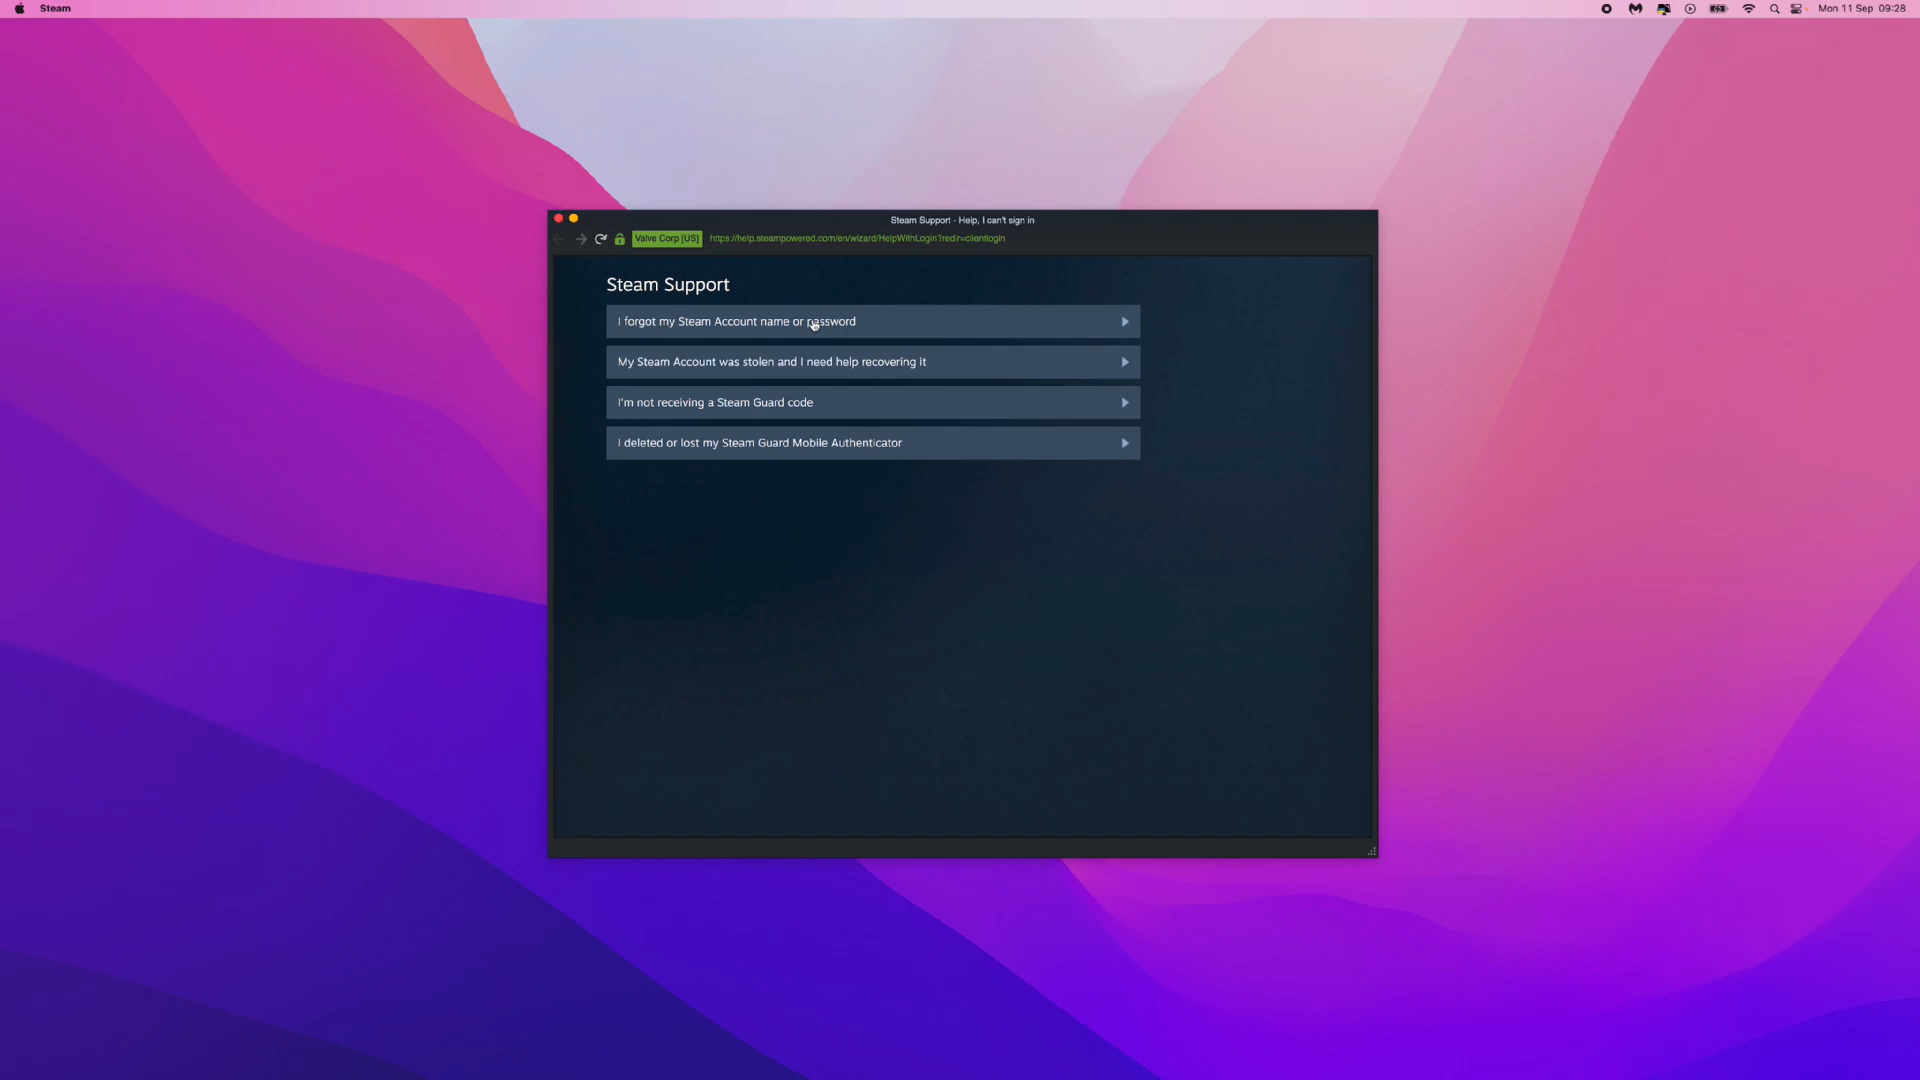 Steam
Mon 11 Sep 09:28
Steam Support - Help, I can't sign in
Valve Corp [US] https://help.steampowered.com/en/wizard/HelpWithLogin?redir=clientlogin
Steam Support
I forgot my Steam Account name or password
My Steam Account was stolen and I need help recovering it
I'm not receiving a Steam Guard code
I deleted or lost my Steam Guard Mobile Authenticator